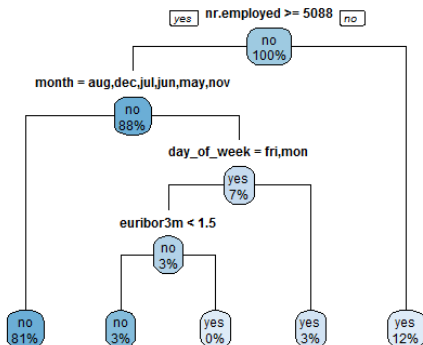 yes nr.employed >= 5088 no
no
100%
month = aug,dec,jul,jun,may,nov
no
88%
day_of_week = fri,mon
yes
7%
euribor3m < 1.5
no
3%
no
81%
no
3%
yes
0%
yes
3%
yes
12%